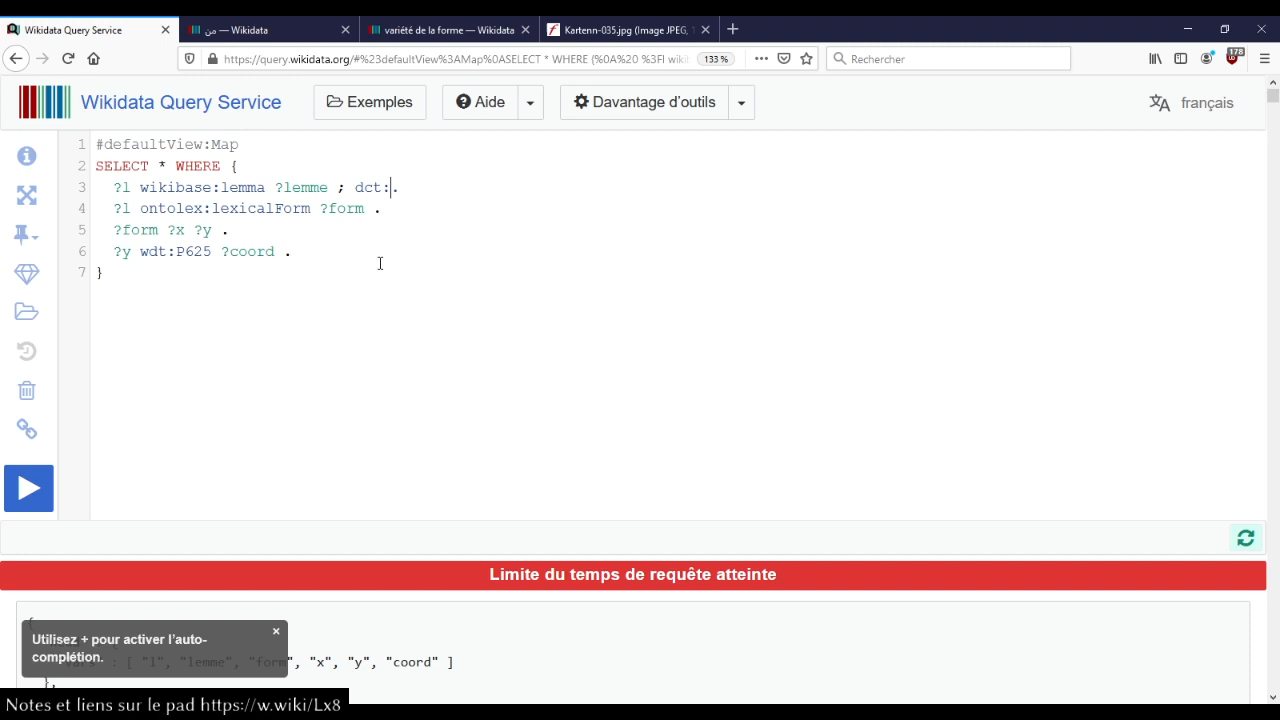 Wikidata Query Service
من — Wikidata
variété de la forme — Wikidata
Kartenn-035.jpg (Image JPEG, 1
https://query.wikidata.org/#%23defaultView%3AMap%0ASELECT * WHERE {%0A%20 %3Fl wiki
133 %
Rechercher
178
Wikidata Query Service
Exemples
Aide
Davantage d'outils
français
1 #defaultView:Map
2 SELECT * WHERE {
3 ?l wikibase:lemma ?lemme ; dct:.
4 ?l ontolex:lexicalForm ?form .
5 ?form ?x ?y .
6 ?y wdt:P625 ?coord .
7 }
Limite du temps de requête atteinte
{
Utilisez + pour activer l'auto-
complétion.
: [ "l", "lemme", "form", "x", "y", "coord" ]
},
Notes et liens sur le pad https://w.wiki/Lx8